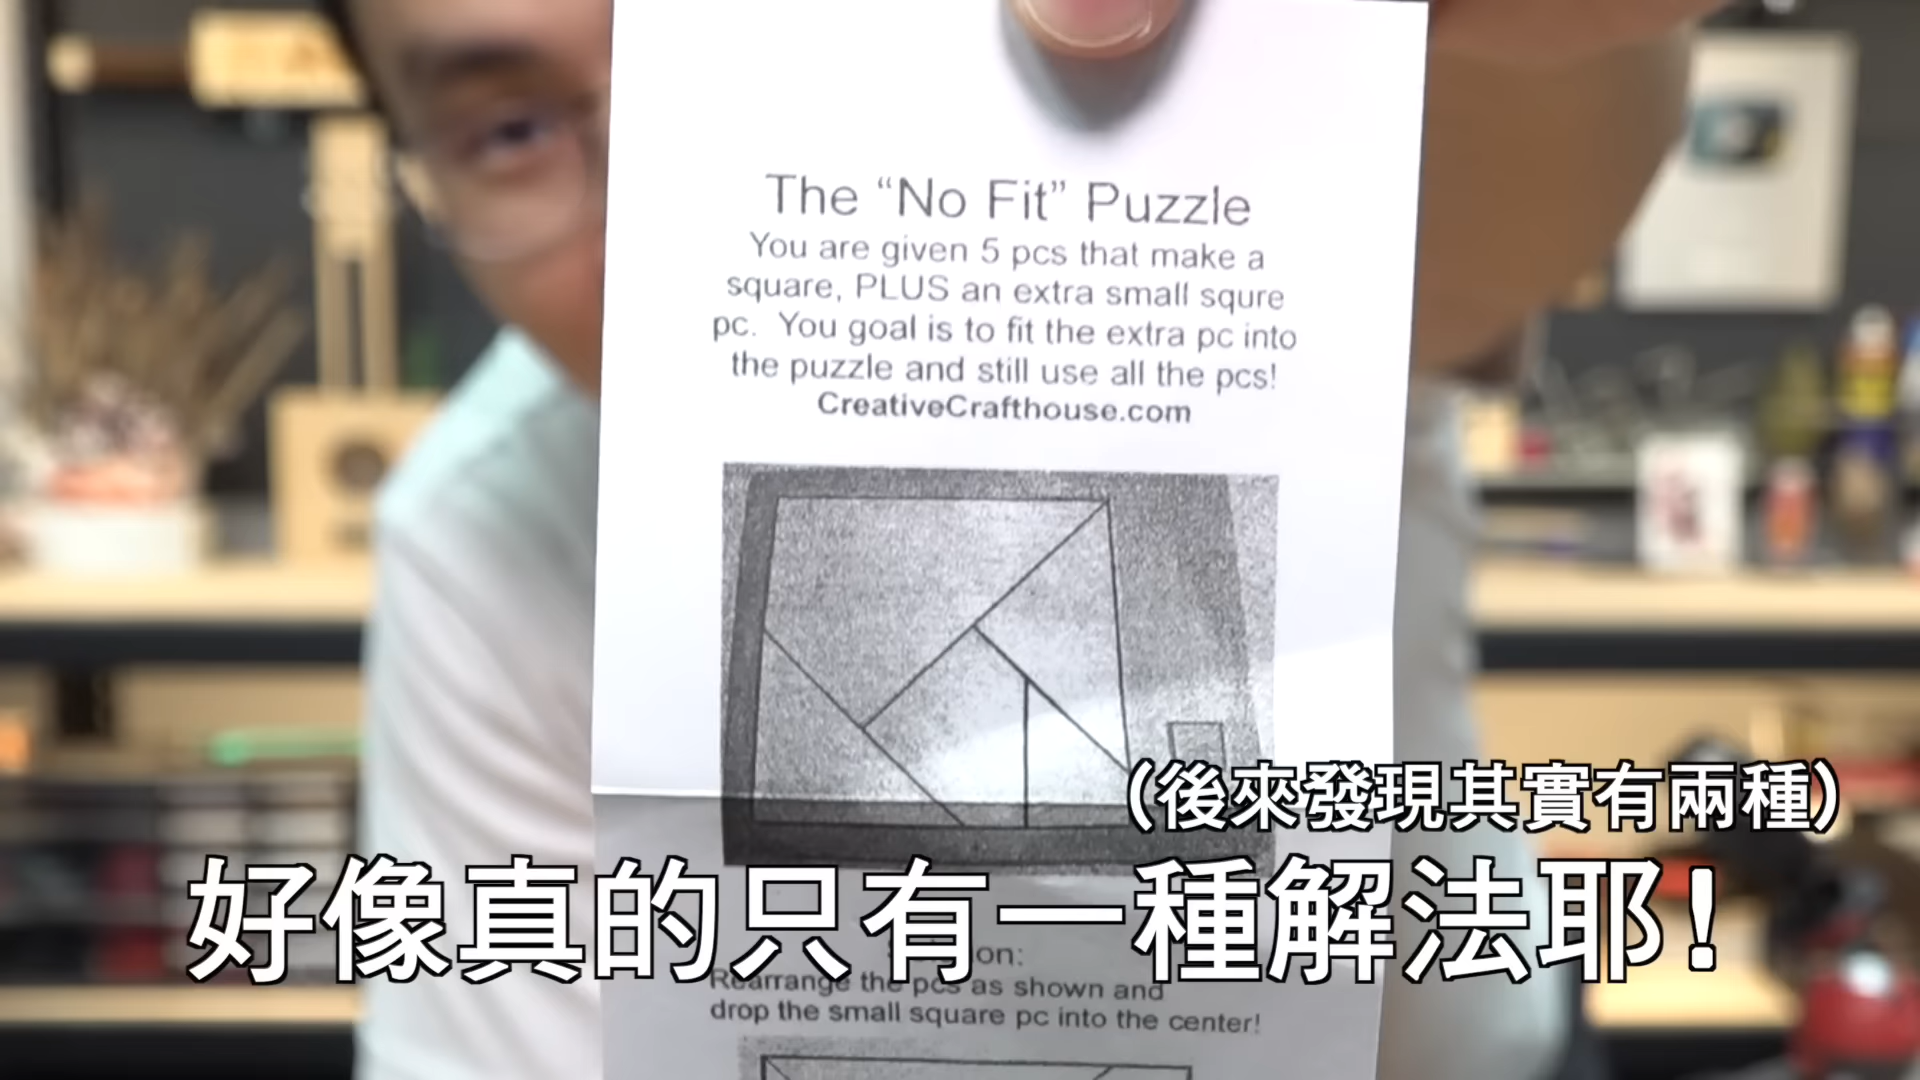 The “No Fit” Puzzle
You are given 5 pcs that make a
square, PLUS an extra small squre
pc. You goal is to fit the extra pc into
the puzzle and still use all the pcs!
CreativeCrafthouse.com
（後來發現其實有兩種）
好像真的只有一種解法耶！
on:
Rearrange the pcs as shown and
drop the small square pc into the center!